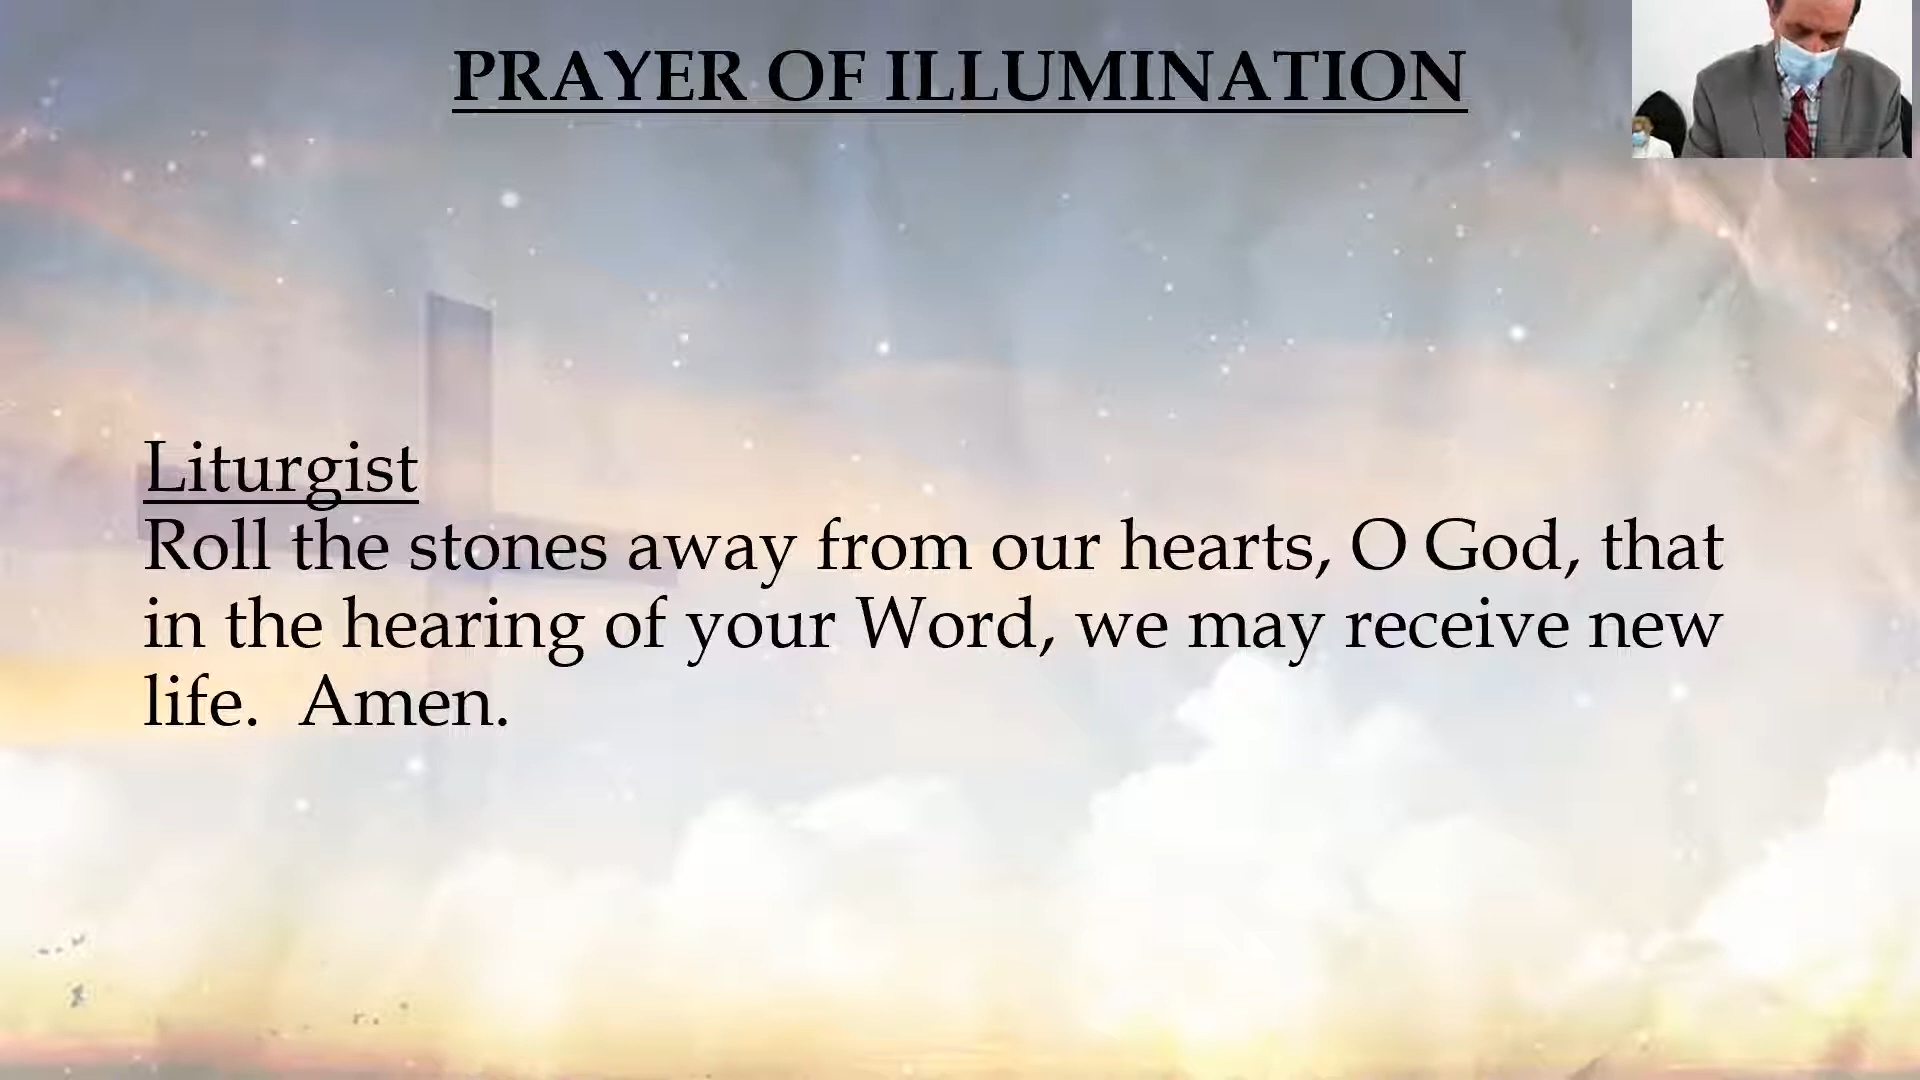 PRAYER OF ILLUMINATION
Liturgist
Roll the stones away from our hearts, O God, that
in the hearing of your Word, we may receive new
life.  Amen.